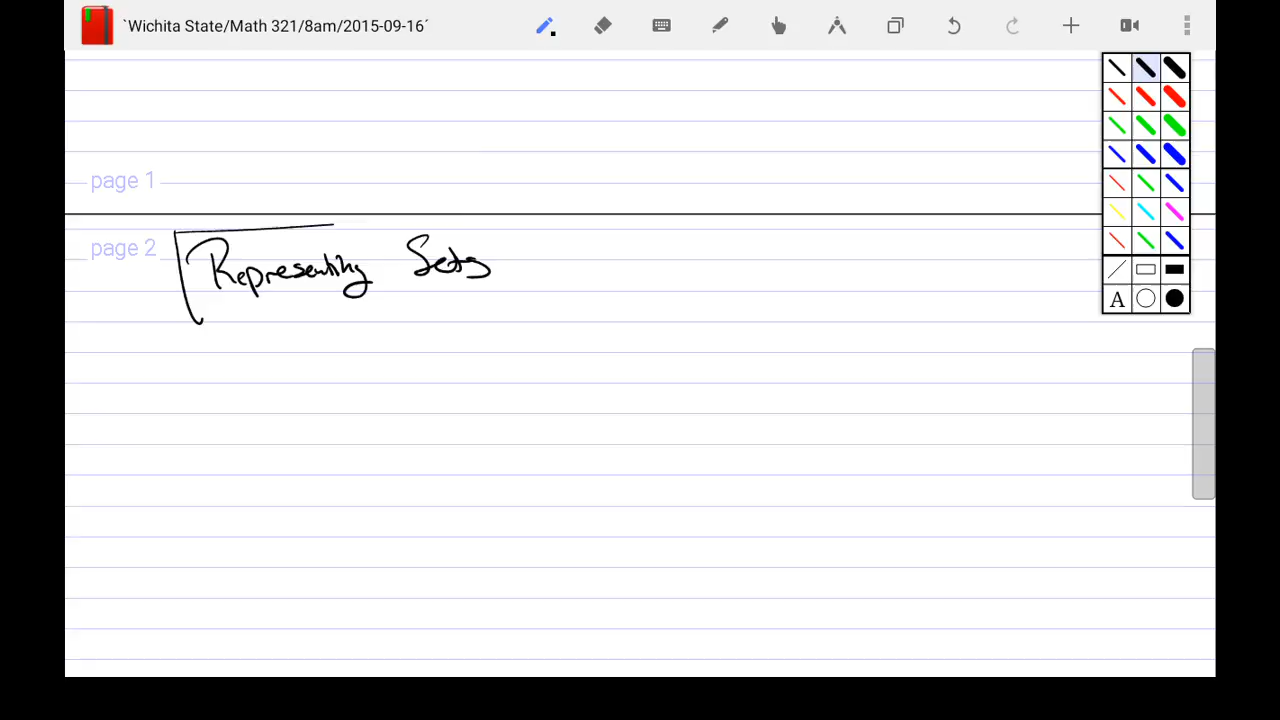 `Wichita State/Math 321/8am/2015-09-16´
page 1
page 2
Representing Sets
A